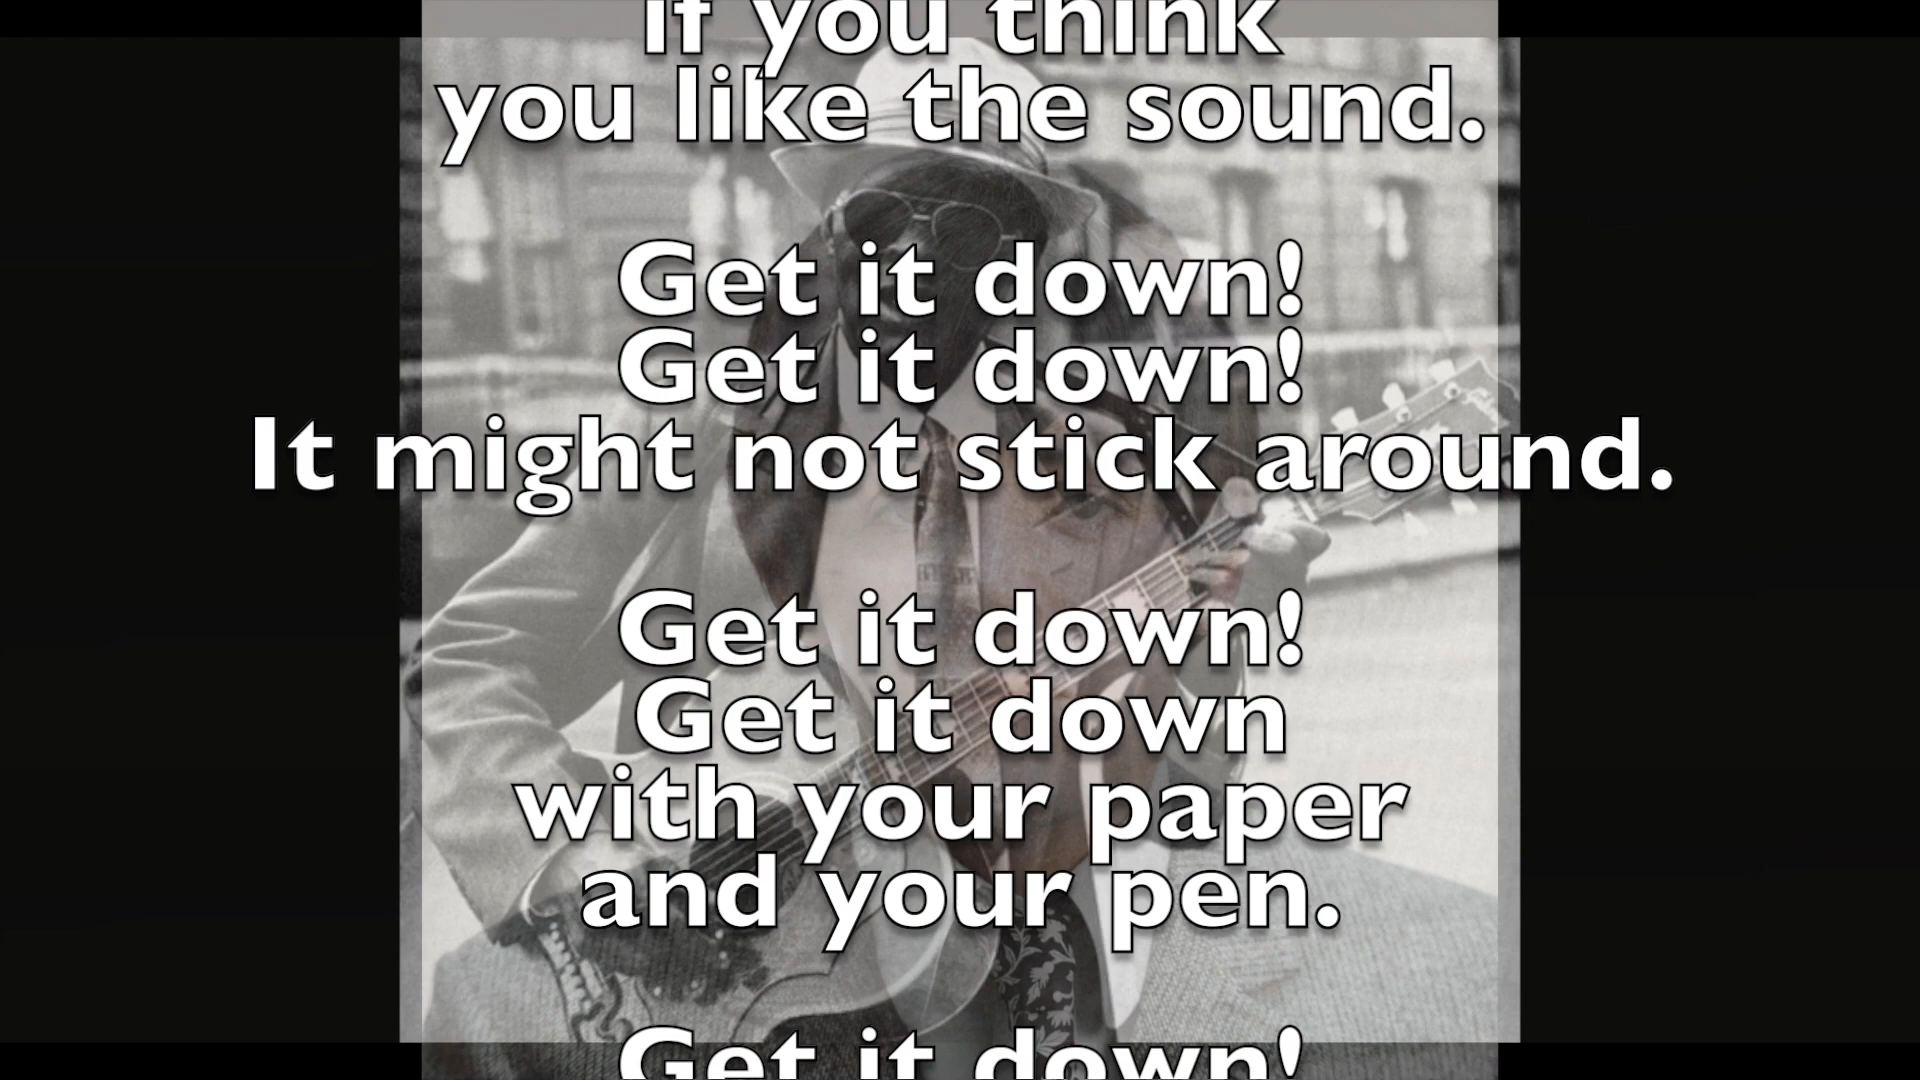 If you think
you like the sound.
Get it down!
Get it down!
It might not stick around.
Get it down!
Get it down
with your paper
and your pen.
Get it down!